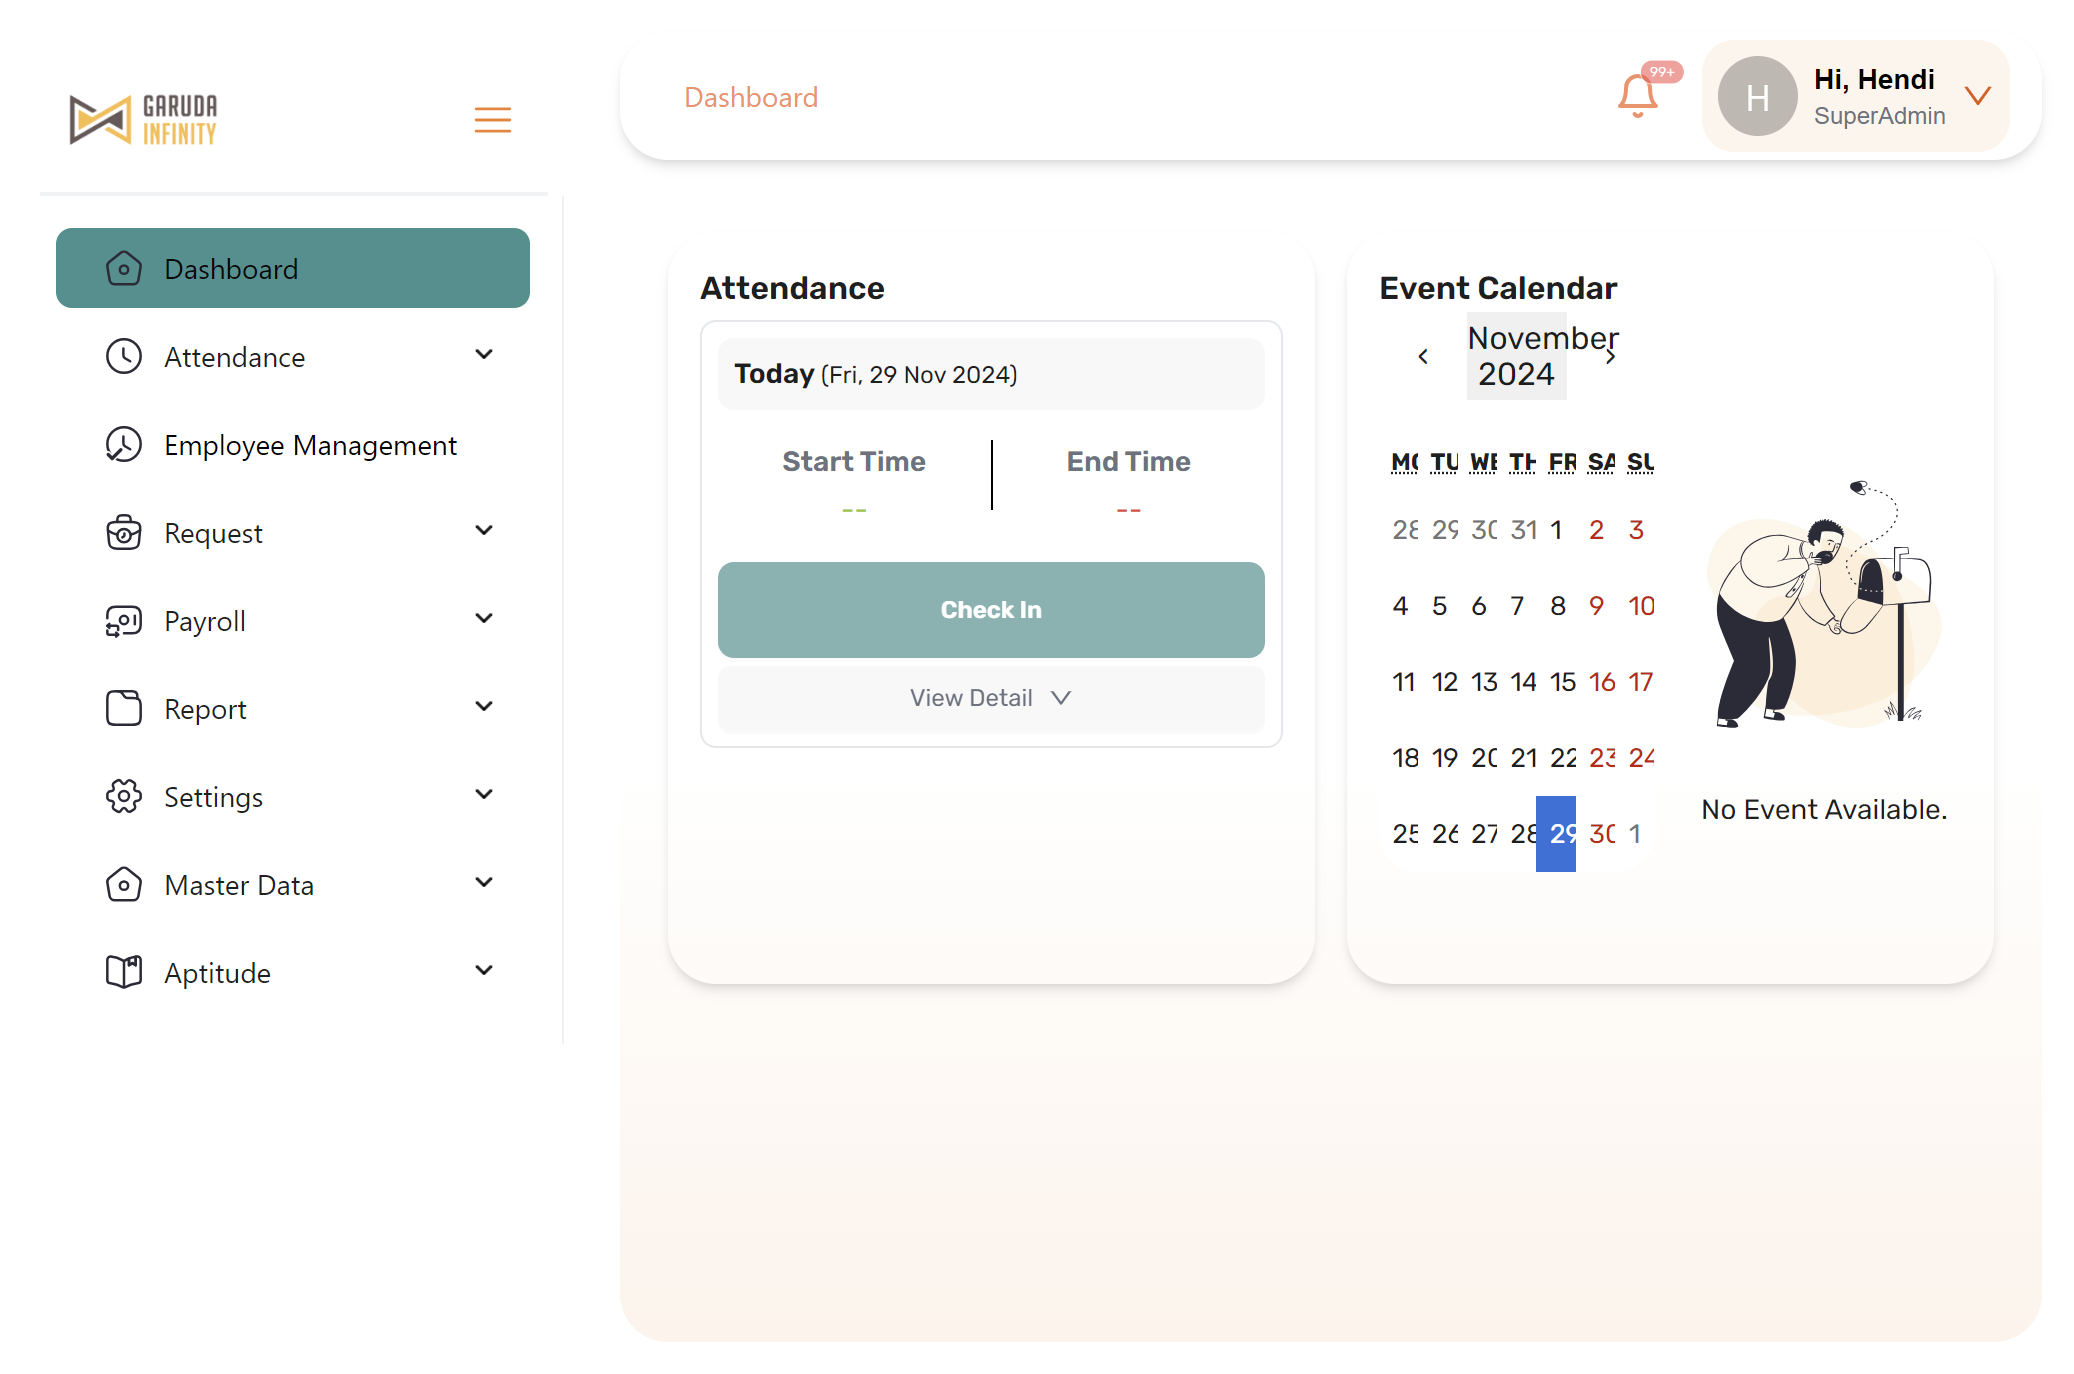 GARUDA
INFINITY
Dashboard
99+
H
Hi, Hendi
SuperAdmin
Dashboard
Attendance
Employee Management
Request
Payroll
Report
Settings
Master Data
Aptitude
Attendance
Today (Fri, 29 Nov 2024)
Start Time
End Time
--
--
Check In
View Detail
Event Calendar
‹ November 2024 ›
MO TU WE TH FR SA SU
28 29 30 31 1 2 3
4 5 6 7 8 9 10
11 12 13 14 15 16 17
18 19 20 21 22 23 24
25 26 27 28 29 30 1
No Event Available.